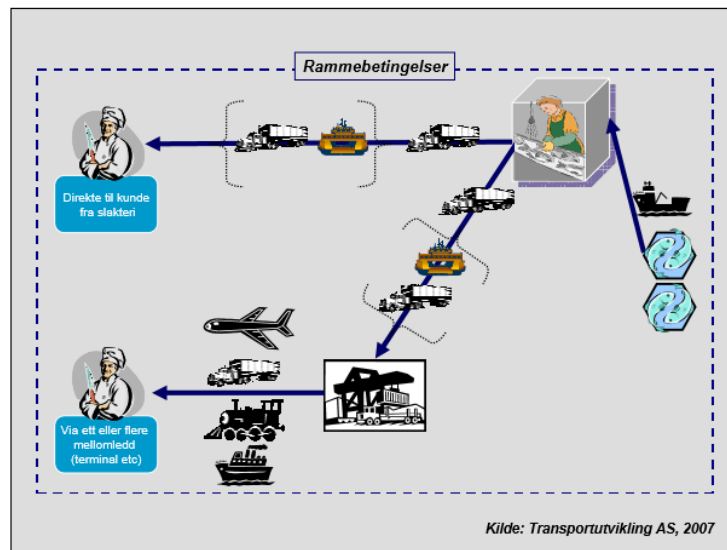 Rammebetingelser
Direkte til kunde
fra slakteri
Via ett eller flere
mellomledd
(terminal etc)
Kilde: Transportutvikling AS, 2007